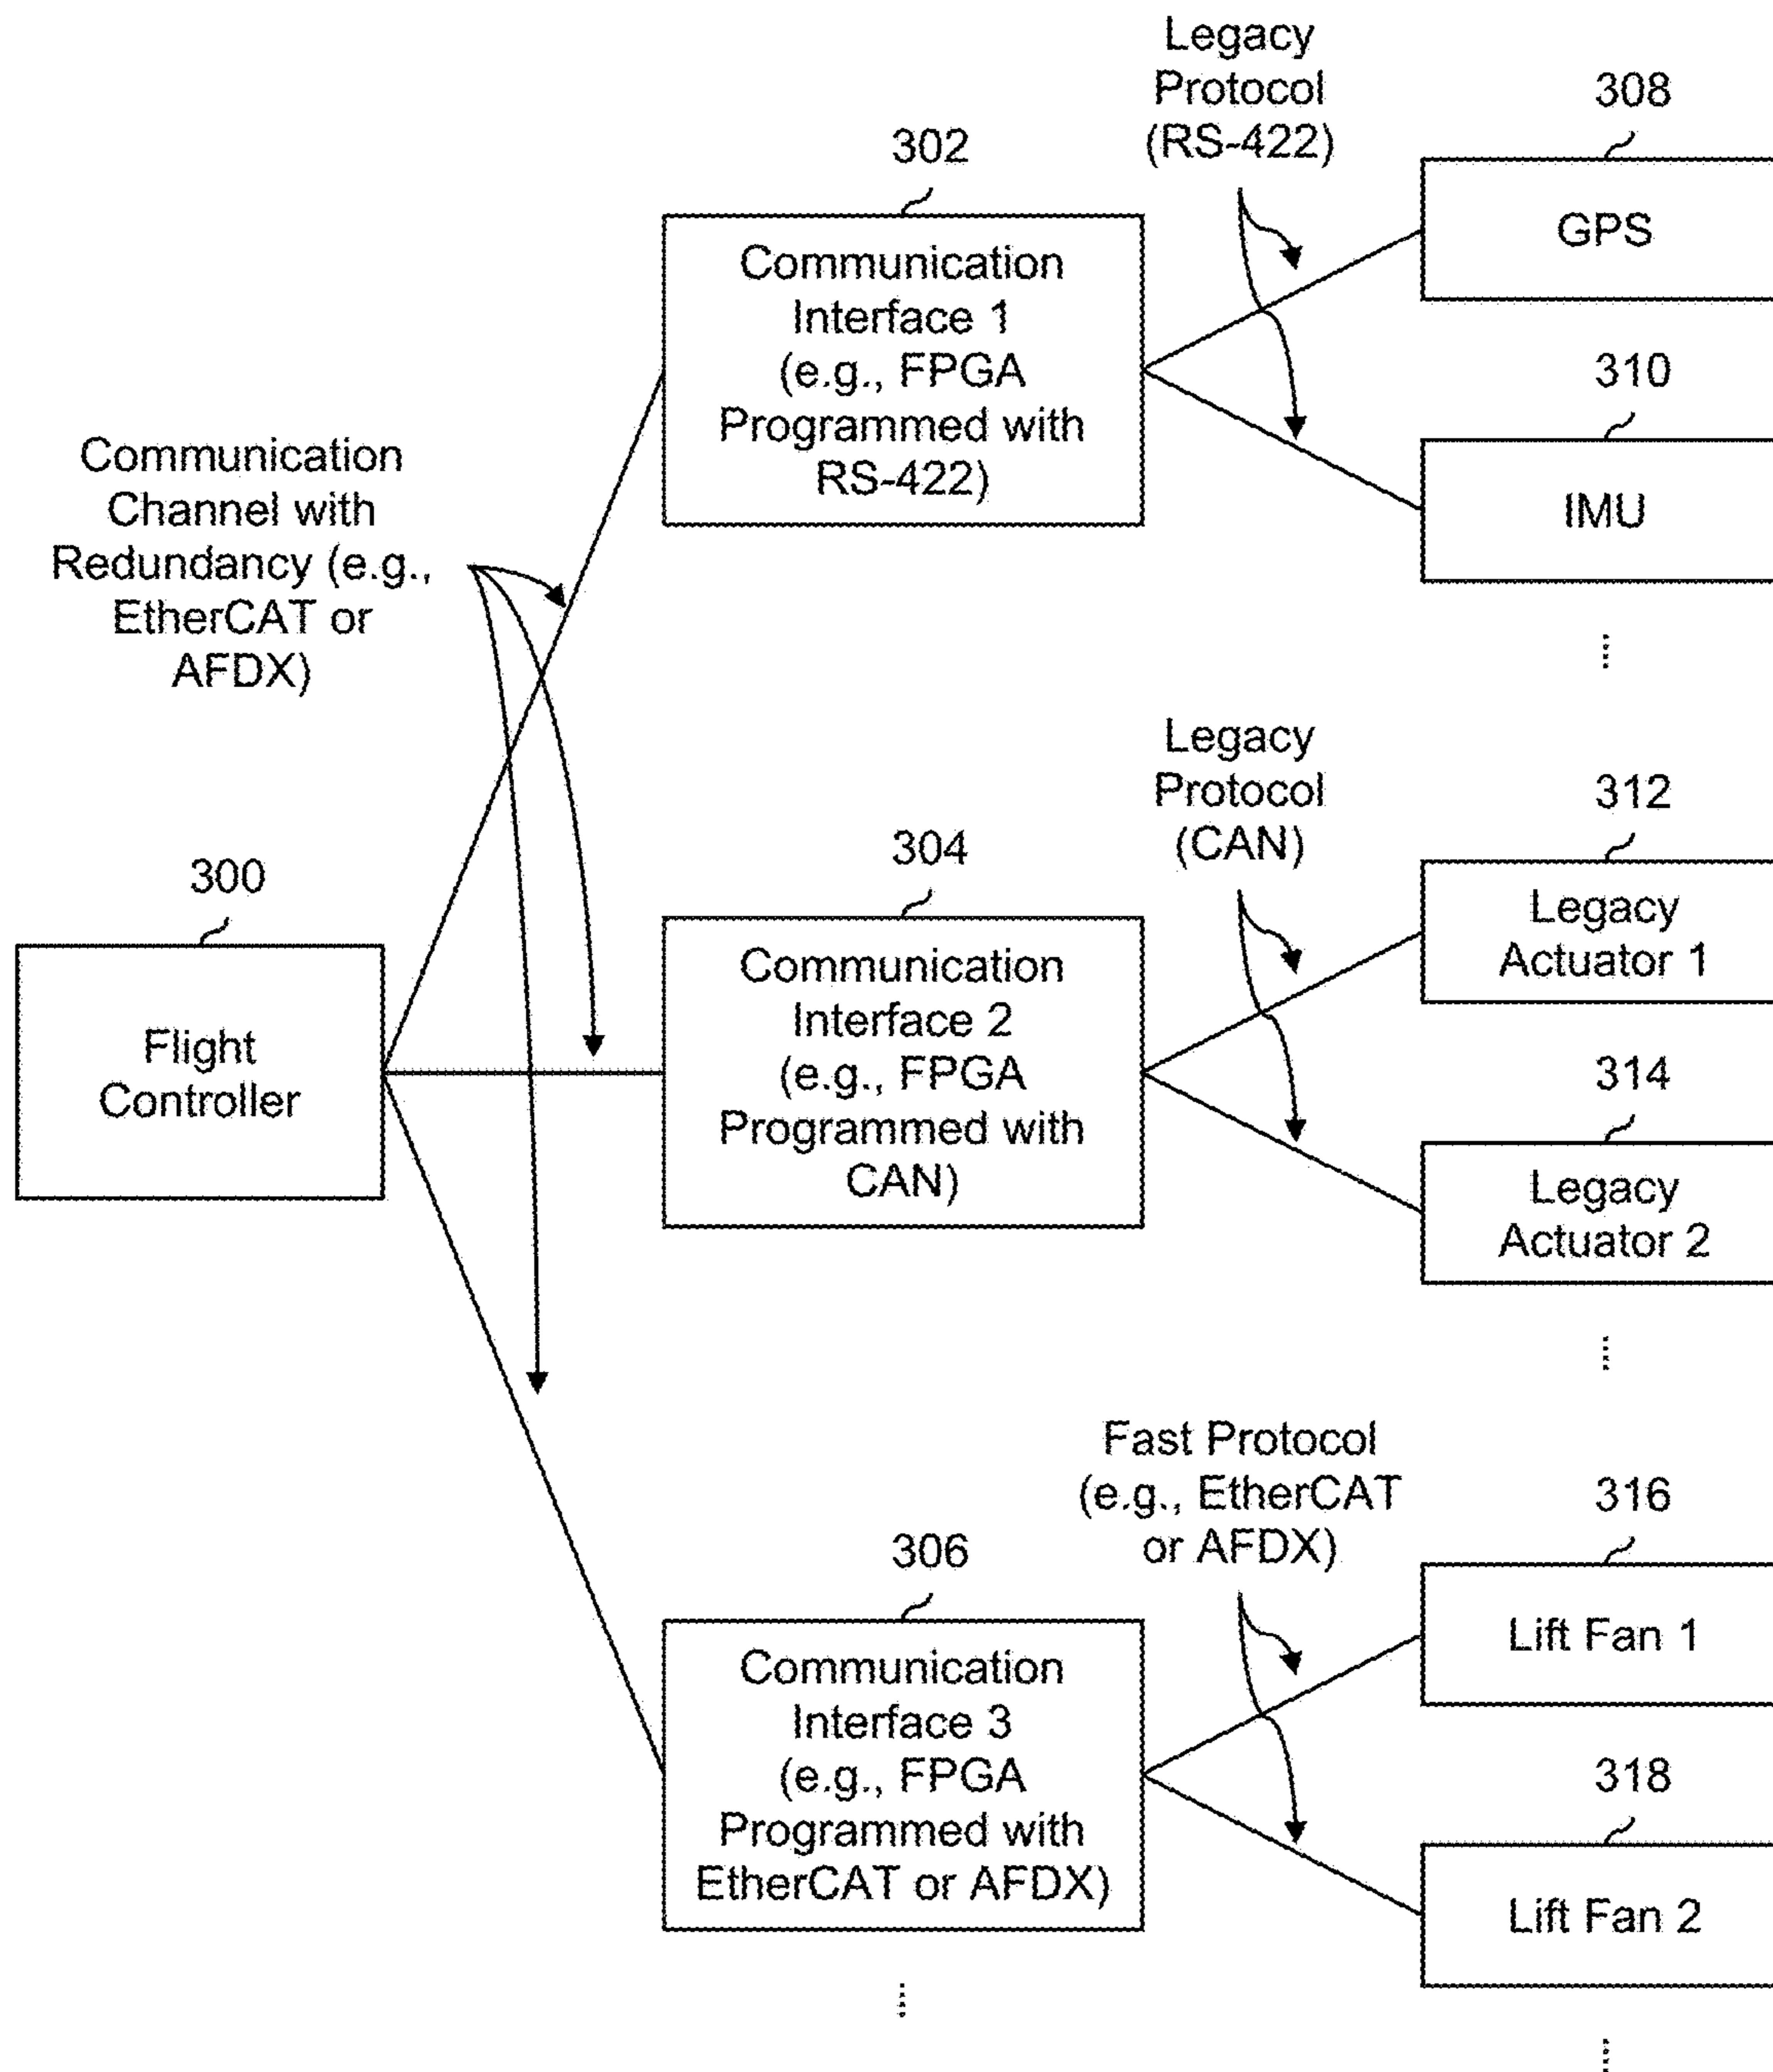 Legacy
Protocol
(RS-422)
308
GPS
302
Communication
Interface 1
(e.g., FPGA
Programmed with
RS-422)
310
IMU
Communication
Channel with
Redundancy (e.g.,
EtherCAT or
AFDX)
Legacy
Protocol
(CAN)
312
Legacy
Actuator 1
300
Flight
Controller
304
Communication
Interface 2
(e.g., FPGA
Programmed with
CAN)
314
Legacy
Actuator 2
Fast Protocol
(e.g., EtherCAT
or AFDX)
316
Lift Fan 1
306
Communication
Interface 3
(e.g., FPGA
Programmed with
EtherCAT or AFDX)
318
Lift Fan 2